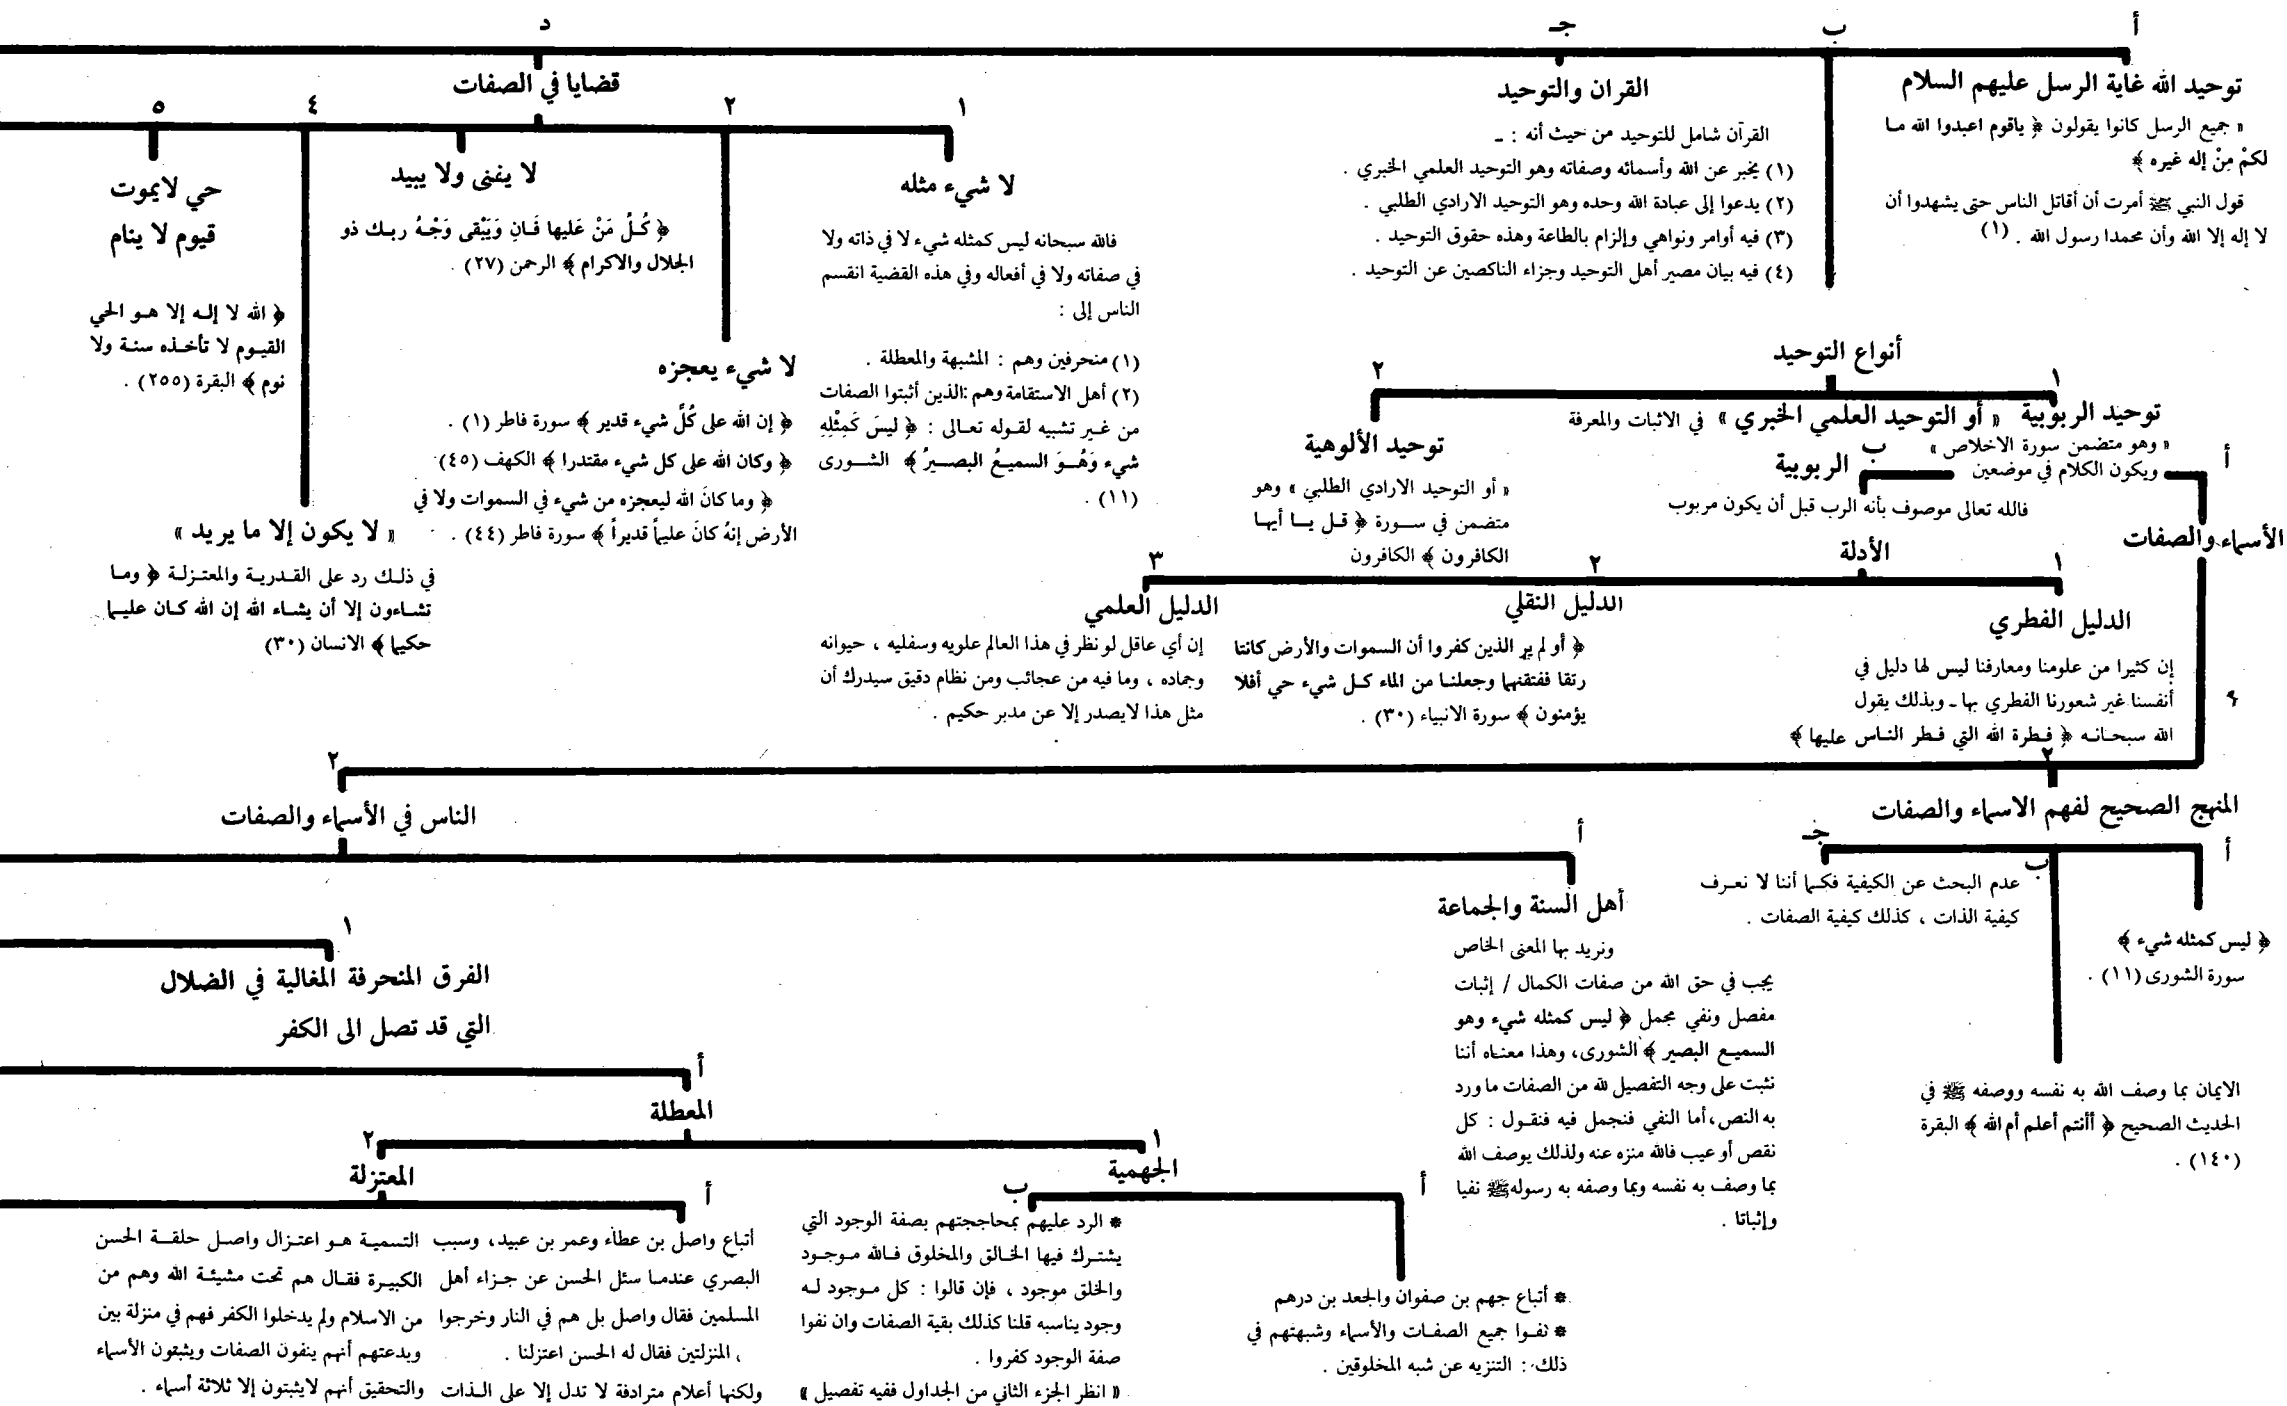 أ
توحيد الله غاية الرسل عليهم السلام
« جميع الرسل كانوا يقولون ﴿ ياقوم اعبدوا الله ما
لكمْ مِنْ إله غيره ﴾
قول النبي ﷺ أمرت أن أقاتل الناس حتى يشهدوا أن
لا إله إلا الله وأن محمدا رسول الله . (١)
ب
أنواع التوحيد
١
توحيد الربوبية « أو التوحيد العلمي الخبري » في الاثبات والمعرفة
« وهو متضمن سورة الاخلاص »
ويكون الكلام في موضعين
أ
الأسماء والصفات
ب
الربوبية
فالله تعالى موصوف بأنه الرب قبل أن يكون مربوب
الأدلة
١
الدليل الفطري
إن كثيرا من علومنا ومعارفنا ليس لها دليل في
أنفسنا غير شعورنا الفطري بها ـ وبذلك يقول
الله سبحانه ﴿ فطرة الله التي فطر الناس عليها ﴾
٢
الدليل النقلي
﴿ أو لم ير الذين كفروا أن السموات والأرض كانتا
رتقا ففتقنهما وجعلنا من الماء كل شيء حي أفلا
يؤمنون ﴾ سورة الانبياء (٣٠) .
٣
الدليل العلمي
إن أي عاقل لو نظر في هذا العالم علويه وسفليه ، حيوانه
وجماده ، وما فيه من عجائب ومن نظام دقيق سيدرك أن
مثل هذا لايصدر إلا عن مدبر حكيم .
٢
توحيد الألوهية
« أو التوحيد الارادي الطلبي » وهو
متضمن في سورة ﴿ قل يا أيها
الكافرون ﴾ الكافرون
جـ
القران والتوحيد
القرآن شامل للتوحيد من حيث أنه : ـ
(١) يخبر عن الله وأسمائه وصفاته وهو التوحيد العلمي الخبري .
(٢) يدعوا إلى عبادة الله وحده وهو التوحيد الارادي الطلبي .
(٣) فيه أوامر ونواهي وإلزام بالطاعة وهذه حقوق التوحيد .
(٤) فيه بيان مصير أهل التوحيد وجزاء الناكصين عن التوحيد .
د
قضايا في الصفات
١
لا شيء مثله
فالله سبحانه ليس كمثله شيء لا في ذاته ولا
في صفاته ولا في أفعاله وفي هذه القضية انقسم
الناس إلى :
(١) منحرفين وهم : المشبهة والمعطلة .
(٢) أهل الاستقامة وهم :الذين أثبتوا الصفات
من غير تشبيه لقوله تعالى : ﴿ ليسَ كَمِثْلِهِ
شيء وَهُوَ السميعُ البصيرُ ﴾ الشورى
(١١) .
٢
لا شيء يعجزه
﴿ إن الله على كُلِّ شيء قدير ﴾ سورة فاطر (١) .
﴿ وكان الله على كل شيء مقتدرا ﴾ الكهف (٤٥)
﴿ وما كانَ الله ليعجزه من شيء في السموات ولا في
الأرض إنهُ كانَ عليماً قديراً ﴾ سورة فاطر (٤٤) .
لا يفنى ولا يبيد
﴿ كُلُّ مَنْ عَليها فَانِ وَيَبْقى وَجْهُ ربك ذو
الجلال والاكرام ﴾ الرحمن (٢٧) .
٤
« لا يكون إلا ما يريد »
في ذلك رد على القدرية والمعتزلة ﴿ وما
تشاءون إلا أن يشاء الله إن الله كان عليما
حكيما ﴾ الانسان (٣٠)
٥
حي لايموت
قيوم لا ينام
﴿ الله لا إله إلا هو الحي
القيوم لا تأخذه سنة ولا
نوم ﴾ البقرة (٢٥٥) .
٢
المنهج الصحيح لفهم الاسماء والصفات
أ
﴿ ليس كمثله شيء ﴾
سورة الشورى (١١) .
ب
الايمان بما وصف الله به نفسه ووصفه ﷺ في
الحديث الصحيح ﴿ أأنتم أعلم أم الله ﴾ البقرة
(١٤٠) .
جـ
عدم البحث عن الكيفية فكما أننا لا نعرف
كيفية الذات ، كذلك كيفية الصفات .
٢
الناس في الأسماء والصفات
أ
أهل السنة والجماعة
ونريد بها المعنى الخاص
يجب في حق الله من صفات الكمال / إثبات
مفصل ونفي مجمل ﴿ ليس كمثله شيء وهو
السميع البصير ﴾ الشورى، وهذا معناه أننا
نثبت على وجه التفصيل لله من الصفات ما ورد
به النص،أما النفي فنجمل فيه فنقول : كل
نقص أو عيب فالله منزه عنه ولذلك يوصف الله
بما وصف به نفسه وبما وصفه به رسوله ﷺ نفيا
وإثباتا .
١
الفرق المنحرفة المغالية في الضلال
التي قد تصل الى الكفر
أ
المعطلة
١
الجهمية
أ
* أتباع جهم بن صفوان والجعد بن درهم
* نفوا جميع الصفات والأسماء وشبهتهم في
ذلك : التنزيه عن شبه المخلوقين .
ب
* الرد عليهم بمحاججتهم بصفة الوجود التي
يشترك فيها الخالق والمخلوق فالله موجود
والخلق موجود ، فإن قالوا : كل موجود له
وجود يناسبه قلنا كذلك بقية الصفات وان نفوا
صفة الوجود كفروا .
« انظر الجزء الثاني من الجداول ففيه تفصيل »
٢
المعتزلة
أ
أتباع واصل بن عطاء وعمر بن عبيد، وسبب التسمية هو اعتزال واصل حلقة الحسن
البصري عندما سئل الحسن عن جزاء أهل الكبيرة فقال هم تحت مشيئة الله وهم من
المسلمين فقال واصل بل هم في النار وخرجوا من الاسلام ولم يدخلوا الكفر فهم في منزلة بين
المنزلتين فقال له الحسن اعتزلنا . وبدعتهم أنهم ينفون الصفات ويثبقون الأسماء
ولكنها أعلام مترادفة لا تدل إلا على الذات والتحقيق أنهم لايثبتون إلا ثلاثة أسماء .